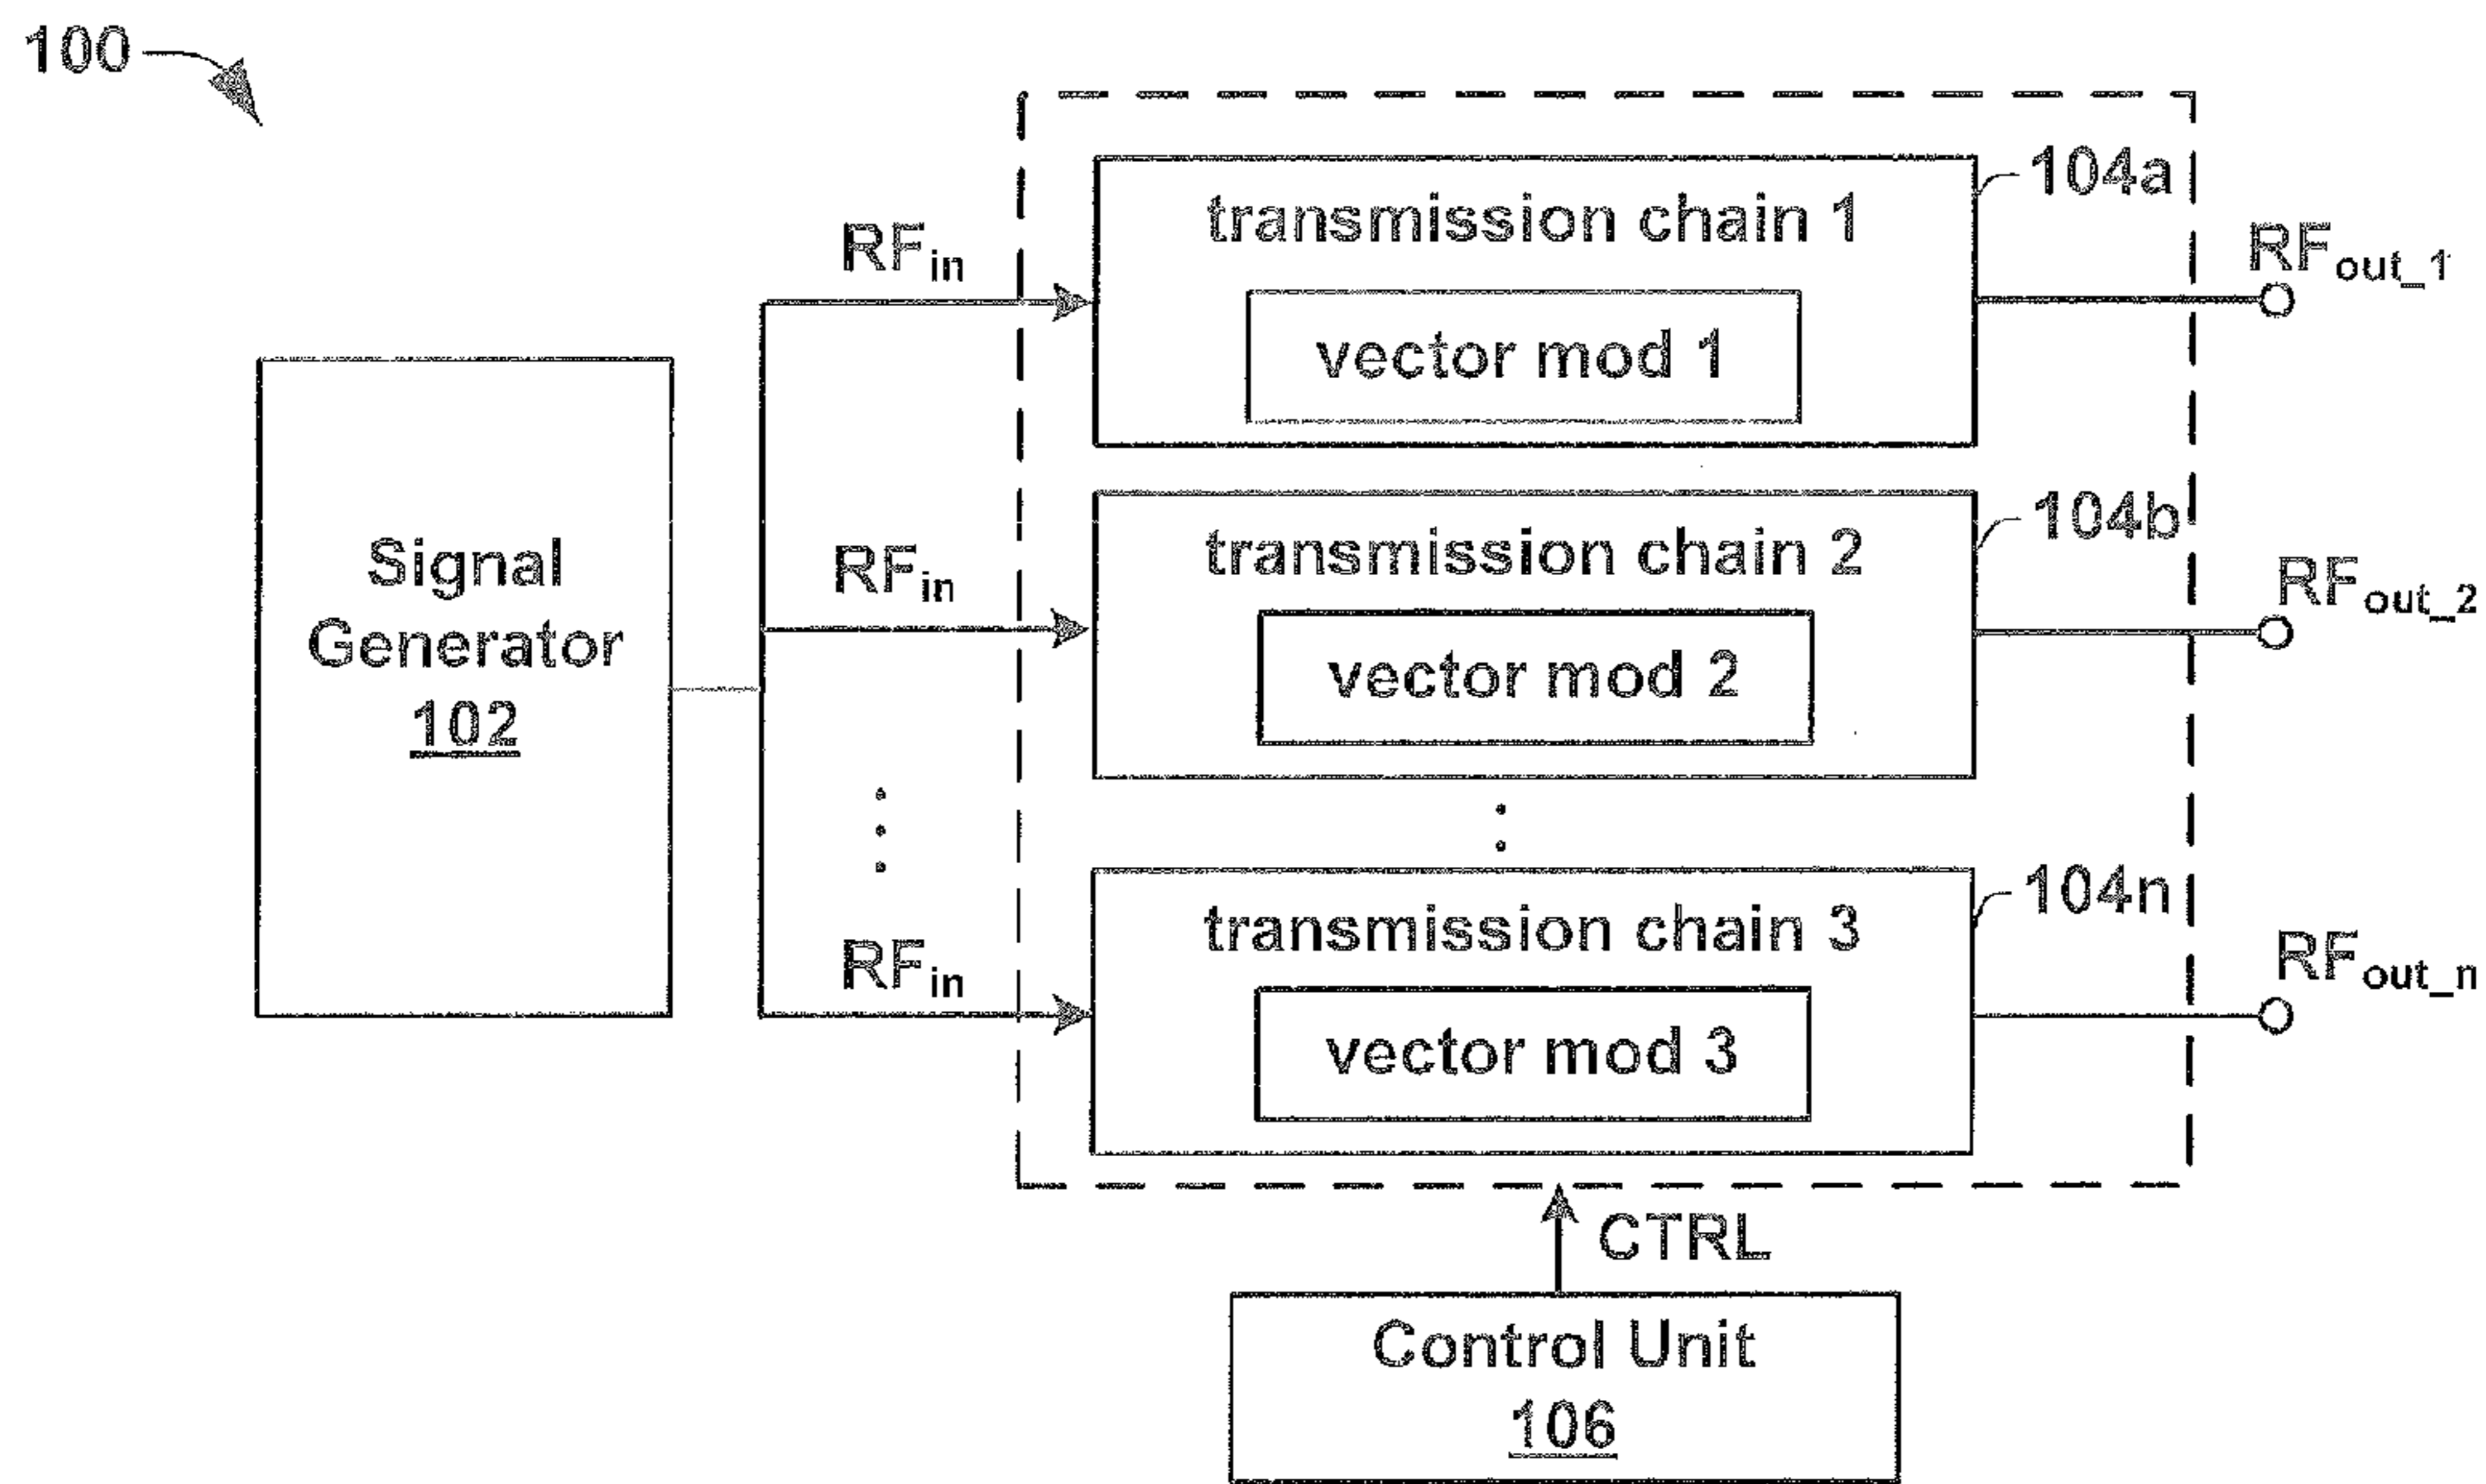 100
104a
transmission chain 1
RFin
RFout_1
vector mod 1
104b
transmission chain 2
RFin
RFout_2
Signal
Generator
102
vector mod 2
104n
transmission chain 3
RFin
RFout_n
vector mod 3
CTRL
Control Unit
106